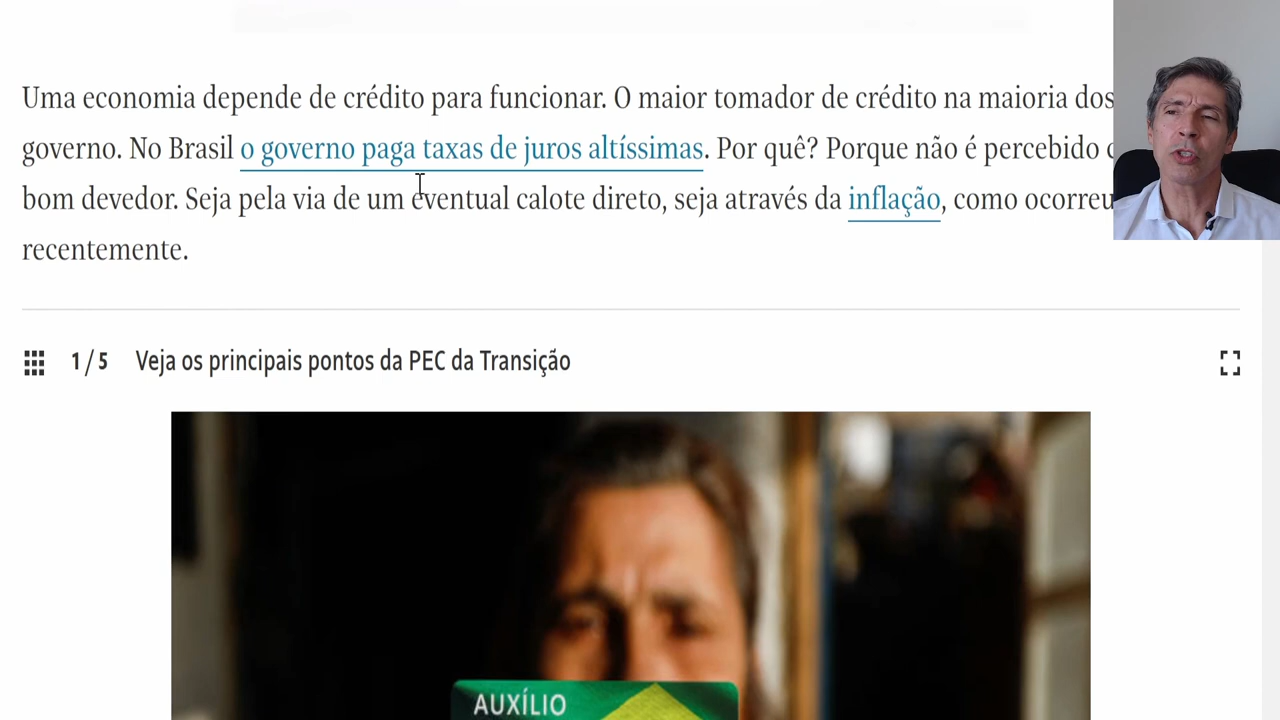 Uma economia depende de crédito para funcionar. O maior tomador de crédito na maioria dos
governo. No Brasil o governo paga taxas de juros altíssimas. Por quê? Porque não é percebido
bom devedor. Seja pela via de um eventual calote direto, seja através da inflação, como ocorreu
recentemente.
1/5 Veja os principais pontos da PEC da Transição
AUXÍLIO